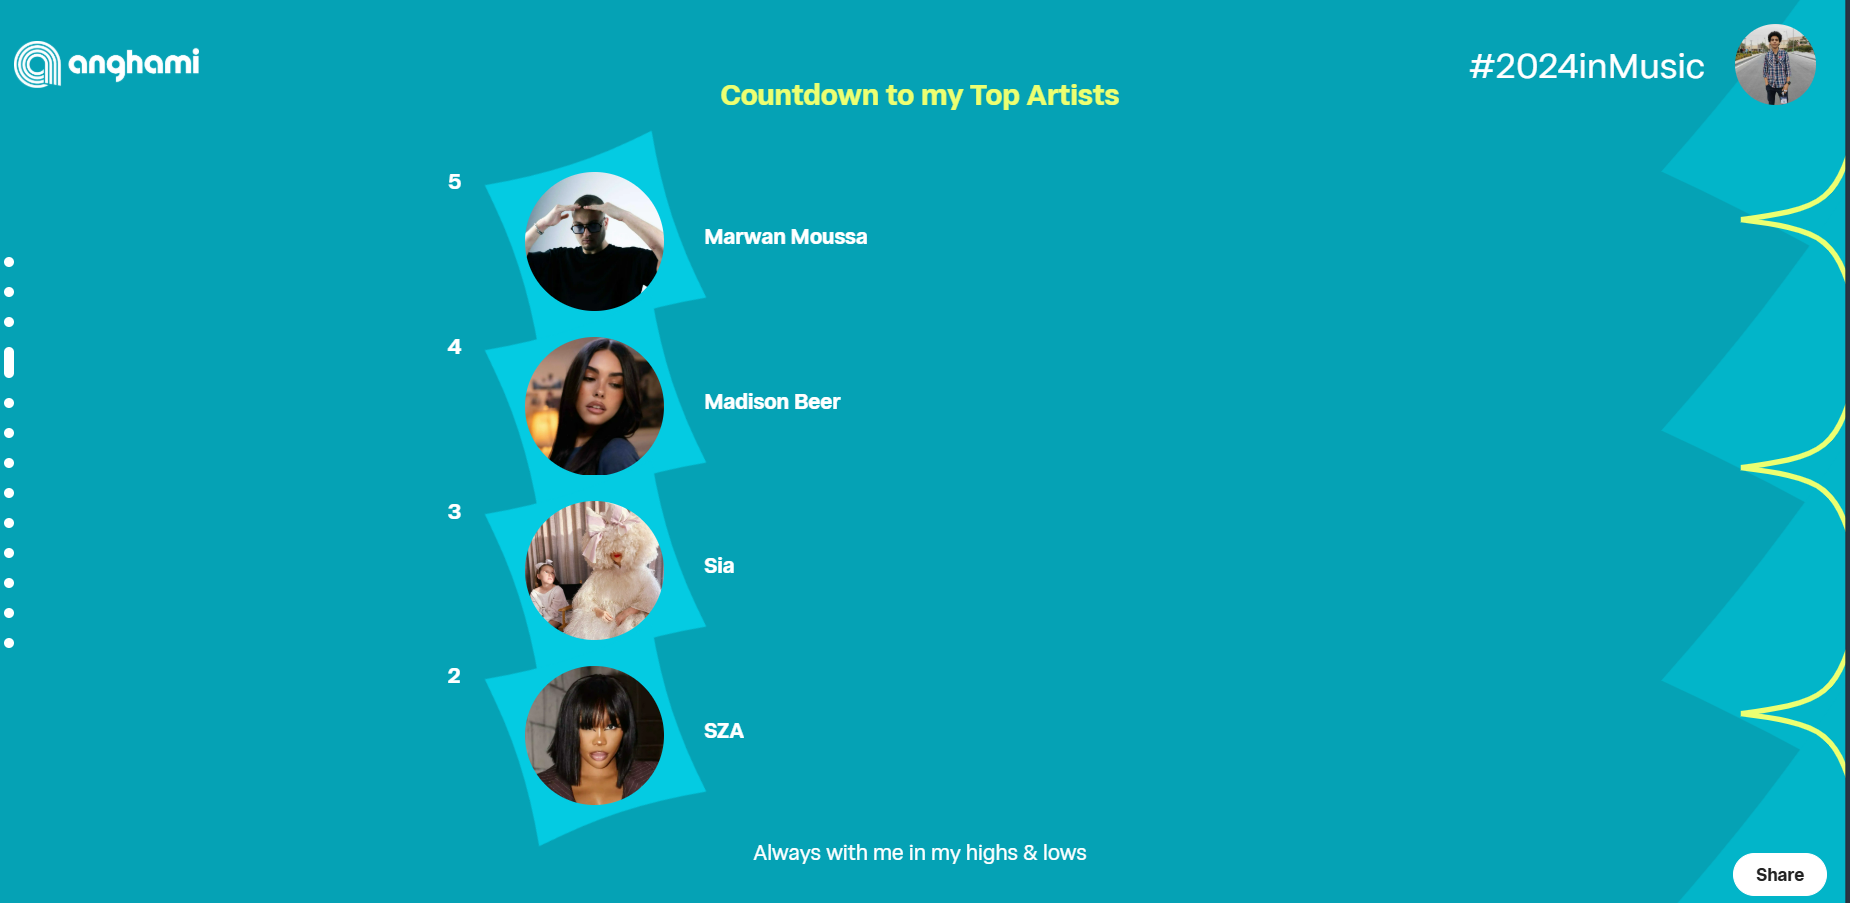 anghami
#2024inMusic
Countdown to my Top Artists
5
Marwan Moussa
4
Madison Beer
3
Sia
2
SZA
Always with me in my highs & lows
Share